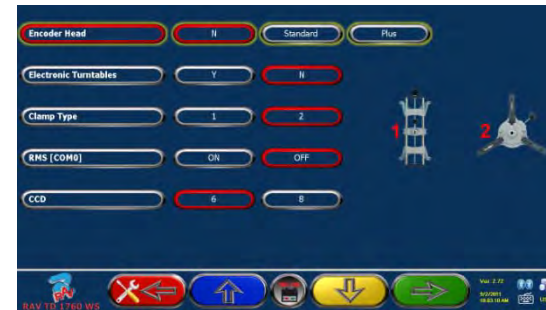 Encoder Head N Standard Plus
Electronic Turntables Y N
Clamp Type 1 2
1 2
RMS [COM0] ON OFF
CCD 6 8
RAV TD 1760 WS